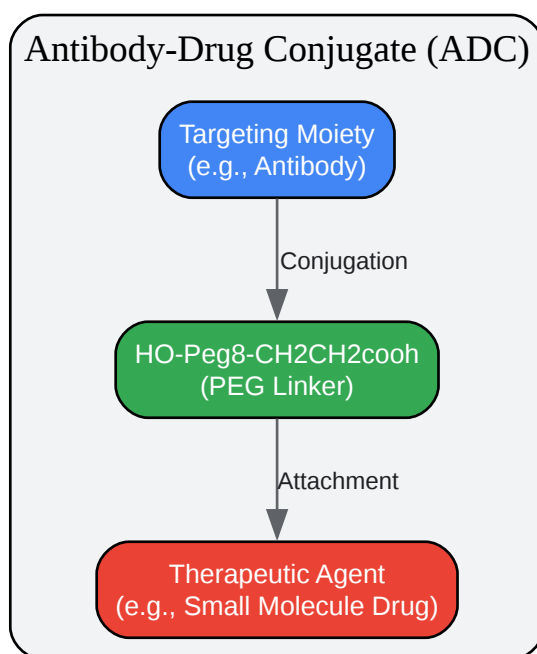 Antibody-Drug Conjugate (ADC)
Targeting Moiety
(e.g., Antibody)
Conjugation
HO-Peg8-CH2CH2cooh
(PEG Linker)
Attachment
Therapeutic Agent
(e.g., Small Molecule Drug)